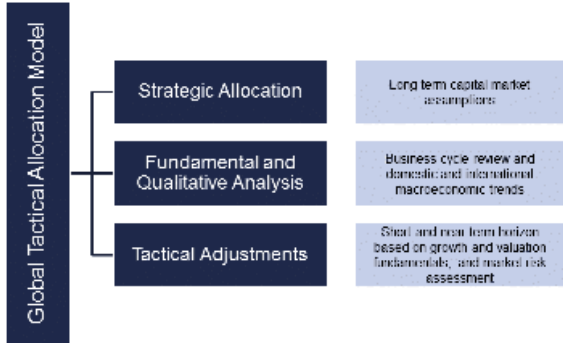 Global Tactical Allocation Model
Strategic Allocation
Long term capital market
assumptions
Fundamental and
Qualitative Analysis
Business cycle review and
domestic and international
macroeconomic trends
Tactical Adjustments
Short and near term horizon
based on growth and valuation
fundamentals, and market risk
assessment